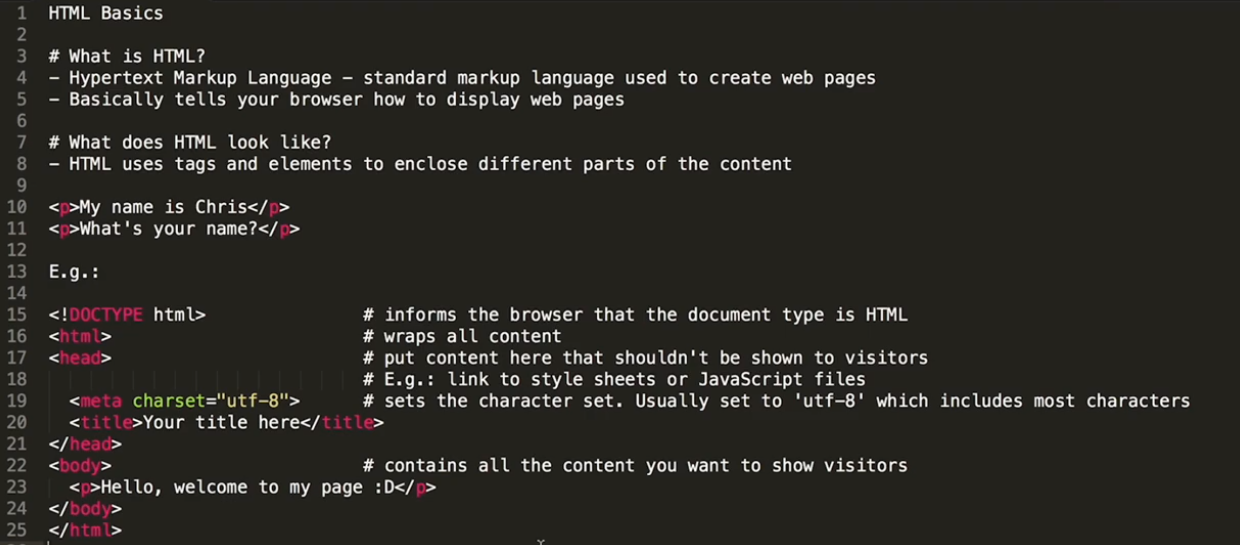 1 HTML Basics
2
3 # What is HTML?
4 - Hypertext Markup Language - standard markup language used to create web pages
5 - Basically tells your browser how to display web pages
6
7 # What does HTML look like?
8 - HTML uses tags and elements to enclose different parts of the content
9
10 <p>My name is Chris</p>
11 <p>What's your name?</p>
12
13 E.g.:
14
15 <!DOCTYPE html> # informs the browser that the document type is HTML
16 <html> # wraps all content
17 <head> # put content here that shouldn't be shown to visitors
18 # E.g.: link to style sheets or JavaScript files
19 <meta charset="utf-8"> # sets the character set. Usually set to 'utf-8' which includes most characters
20 <title>Your title here</title>
21 </head>
22 <body> # contains all the content you want to show visitors
23 <p>Hello, welcome to my page :D</p>
24 </body>
25 </html>